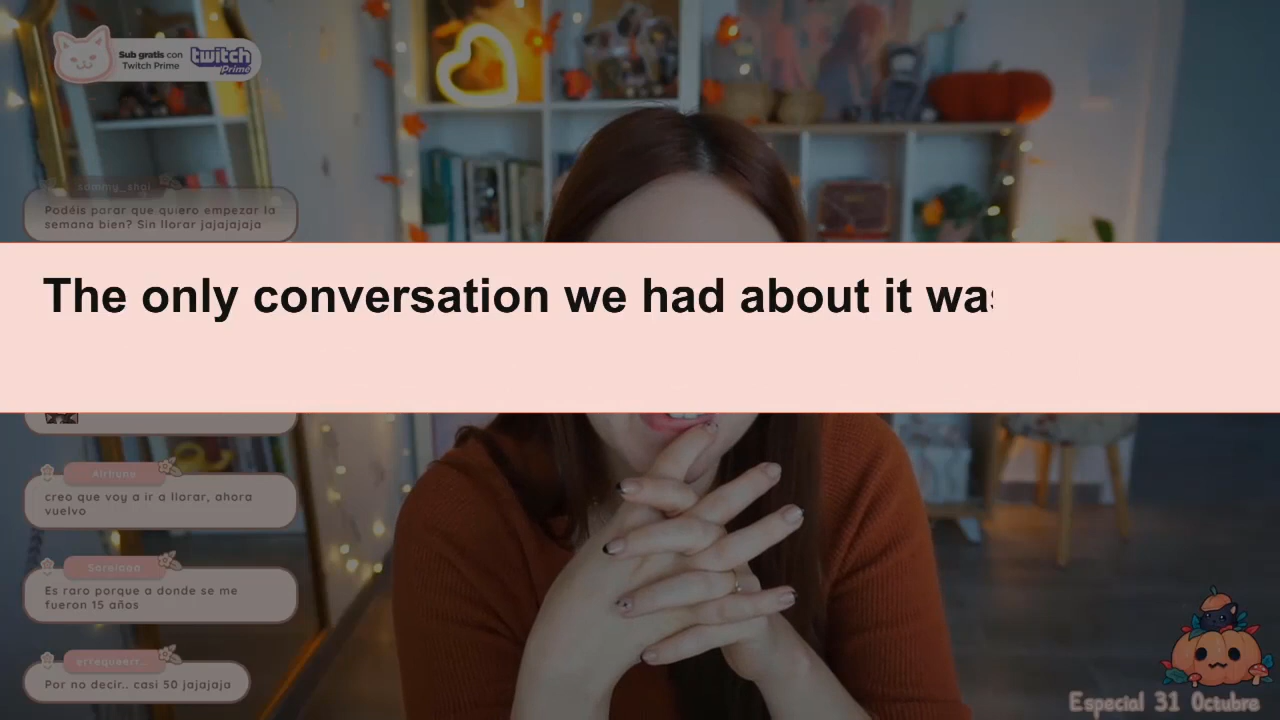 Sub gratis con
Twitch Prime
twitch
Prime
sammy_shai
Podéis parar que quiero empezar la
semana bien? Sin llorar jajajajaja
The only conversation we had about it wa
creo que voy a ir a llorar, ahora
vuelvo
Es raro porque a donde se me
fueron 15 años
Por no decir.. casi 50 jajajaja
Especial 31 Octubre